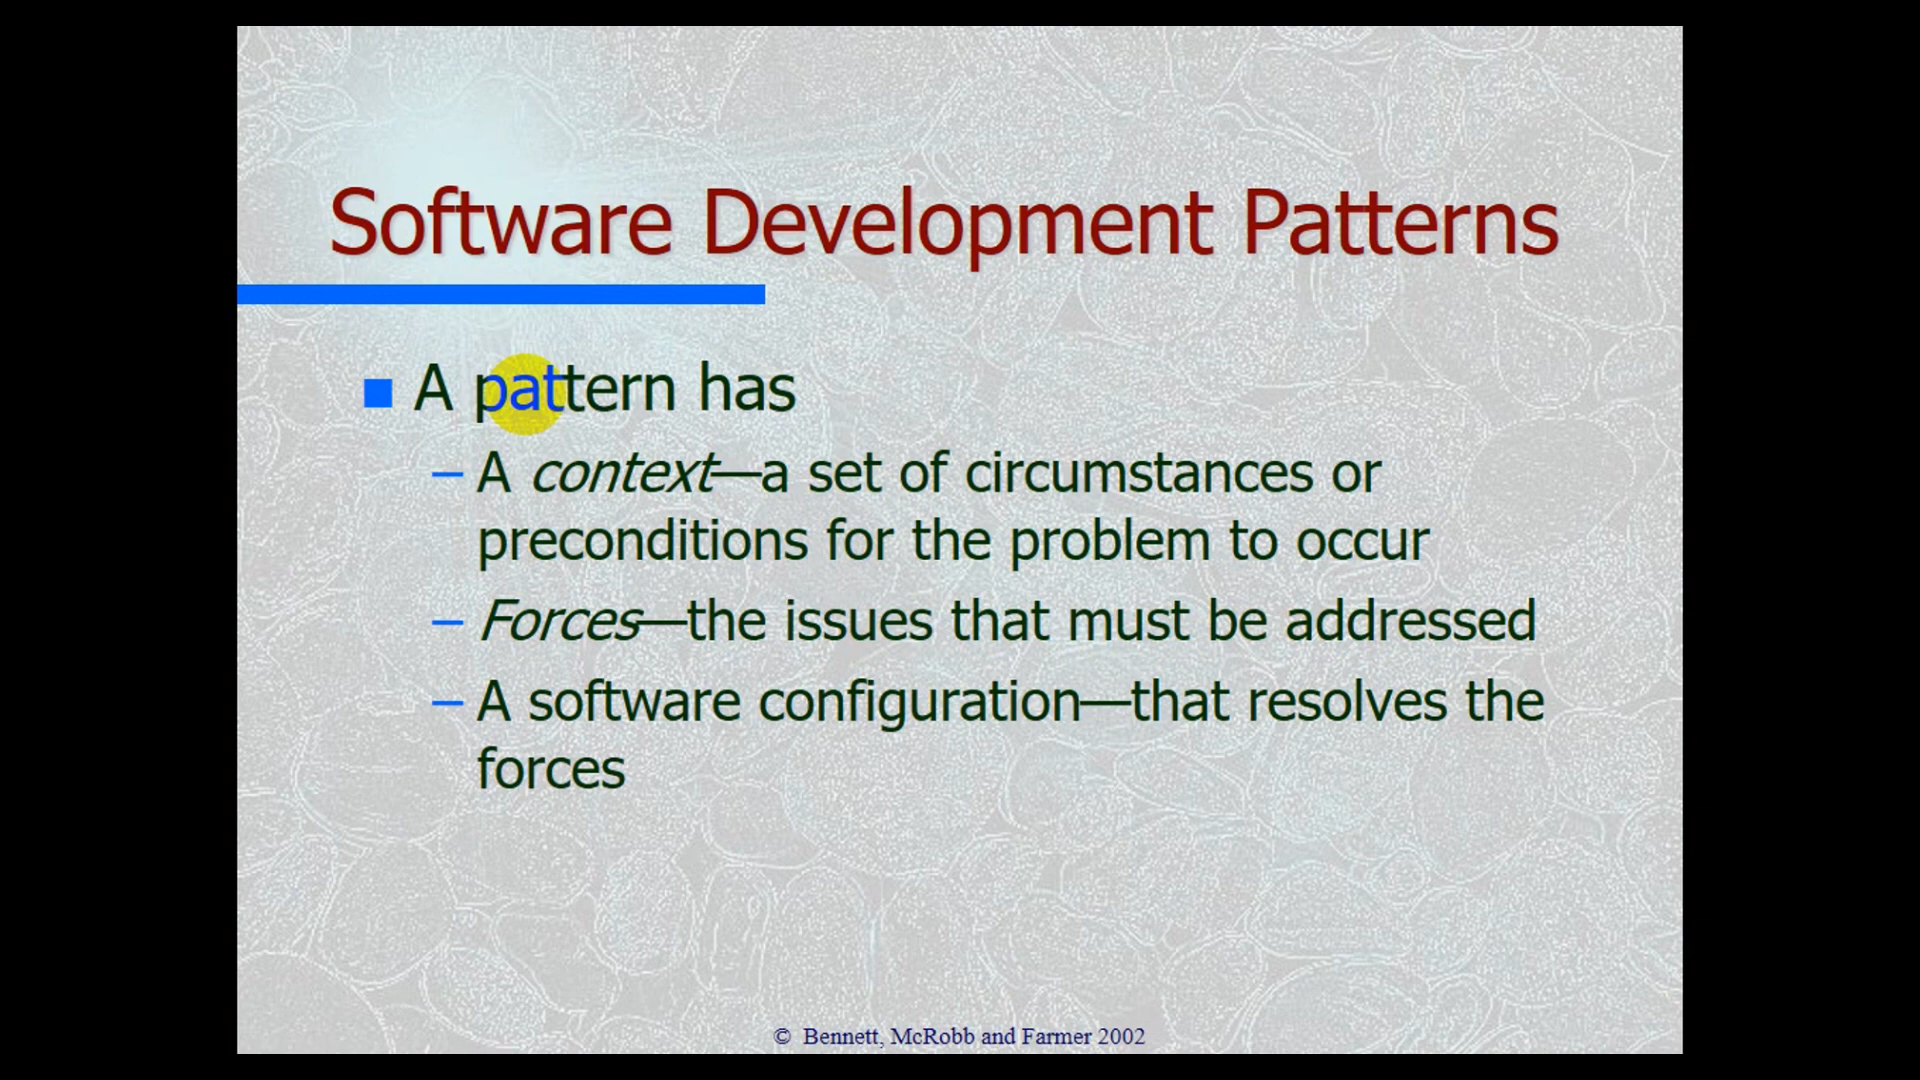 Software Development Patterns
A pattern has
– A context—a set of circumstances or
preconditions for the problem to occur
– Forces—the issues that must be addressed
– A software configuration—that resolves the
forces
© Bennett, McRobb and Farmer 2002